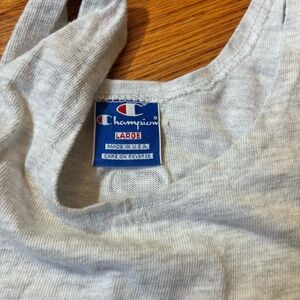 Champion
LARGE
MADE IN U.S.A.
CARE ON REVERSE